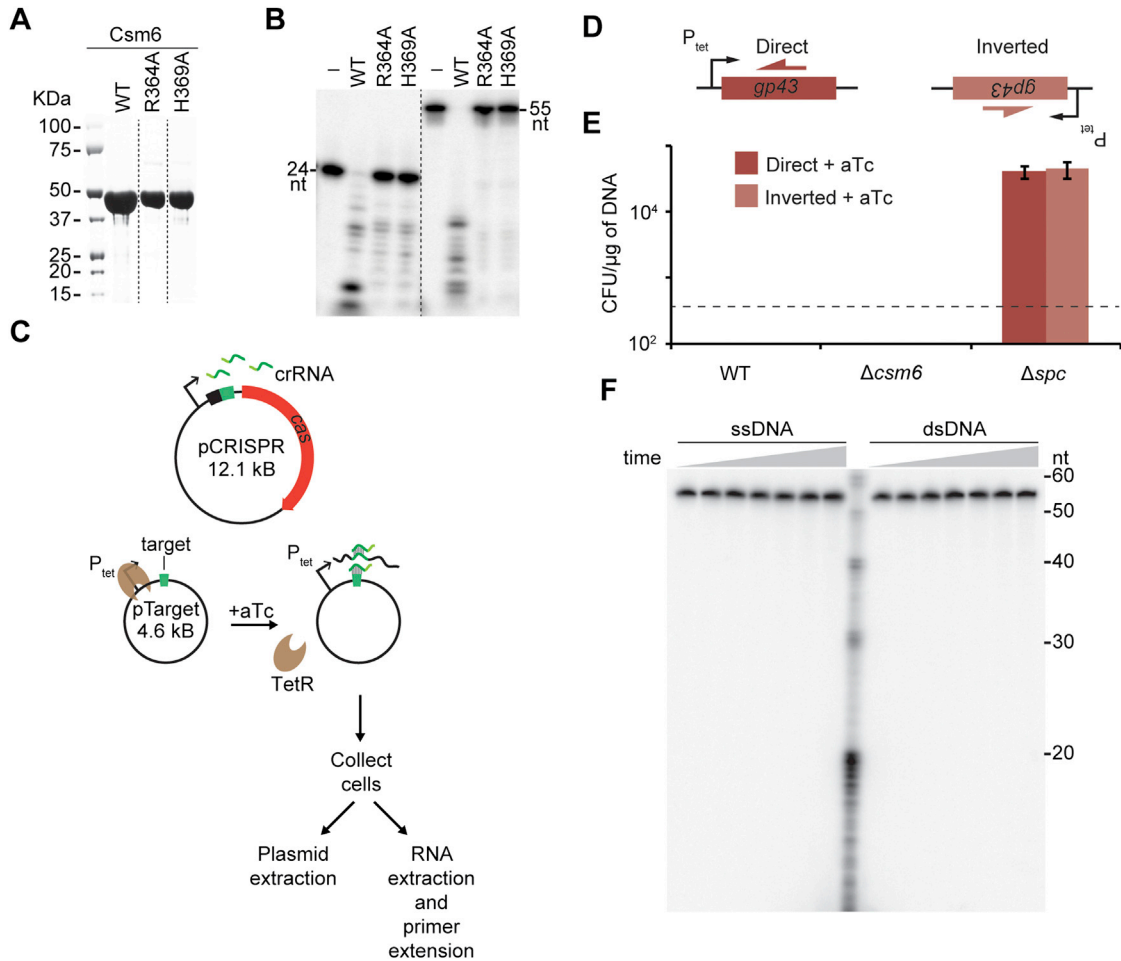 A
Csm6
KDa
WT
R364A
H369A
100
75
50
37
25
20
15
B
–
WT
R364A
H369A
–
WT
R364A
H369A
24
nt
55
nt
C
crRNA
cas
pCRISPR
12.1 kB
target
Ptet
pTarget
4.6 kB
+aTc
TetR
Ptet
Collect
cells
Plasmid
extraction
RNA
extraction
and
primer
extension
D
Ptet
Direct
gp43
Inverted
gp43
Ptet
E
CFU/µg of DNA
10⁴
10²
Direct + aTc
Inverted + aTc
WT
Δcsm6
Δspc
F
ssDNA
dsDNA
time
nt
60
50
40
30
20